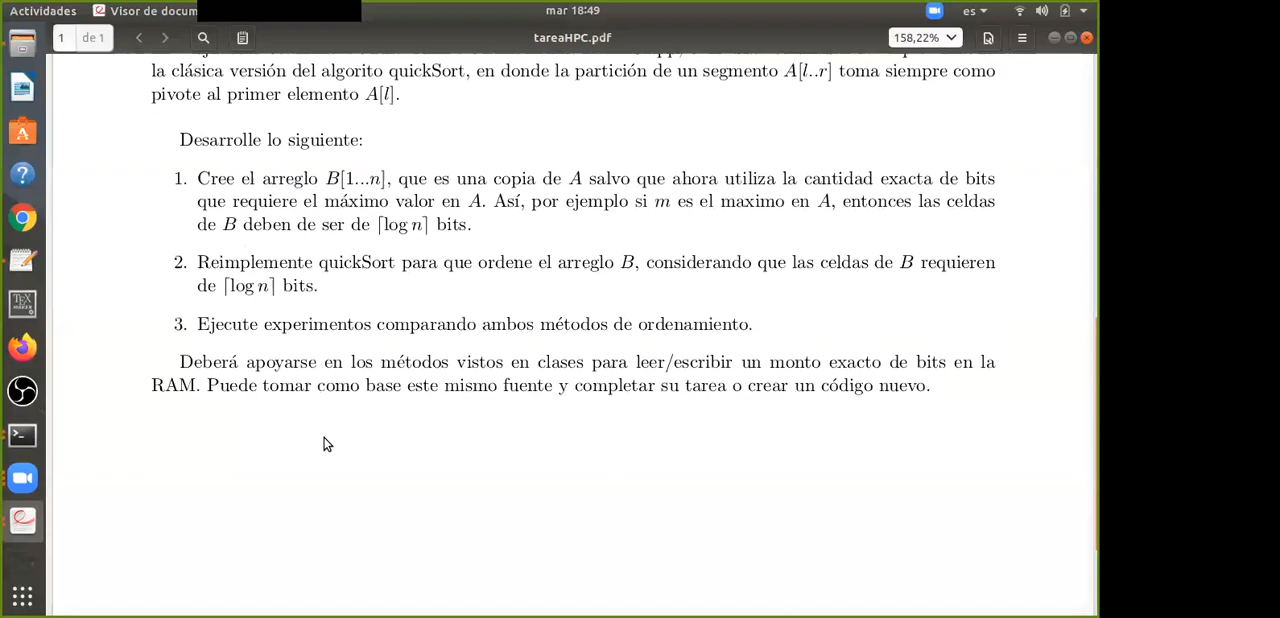 Actividades Visor de docum mar 18:49 es
1 de 1 tareaHPC.pdf 158,22%
la clásica versión del algorito quickSort, en donde la partición de un segmento A[l..r] toma siempre como
pivote al primer elemento A[l].
Desarrolle lo siguiente:
1. Cree el arreglo B[1...n], que es una copia de A salvo que ahora utiliza la cantidad exacta de bits
que requiere el máximo valor en A. Así, por ejemplo si m es el maximo en A, entonces las celdas
de B deben de ser de ⌈log n⌉ bits.
2. Reimplemente quickSort para que ordene el arreglo B, considerando que las celdas de B requieren
de ⌈log n⌉ bits.
3. Ejecute experimentos comparando ambos métodos de ordenamiento.
Deberá apoyarse en los métodos vistos en clases para leer/escribir un monto exacto de bits en la
RAM. Puede tomar como base este mismo fuente y completar su tarea o crear un código nuevo.